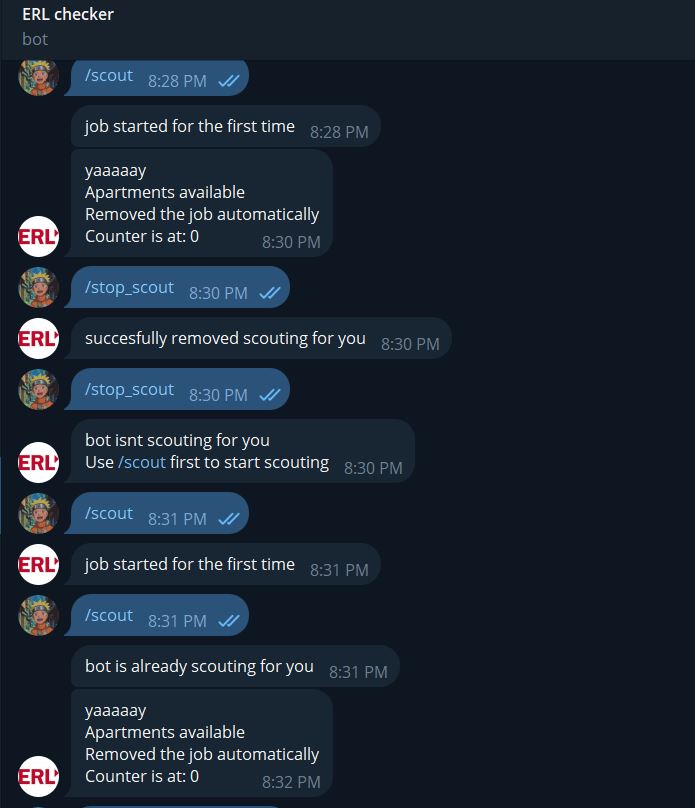 ERL checker
bot
/scout 8:28 PM
job started for the first time 8:28 PM
yaaaaay
Apartments available
Removed the job automatically
Counter is at: 0 8:30 PM
ERL
/stop_scout 8:30 PM
ERL
succesfully removed scouting for you 8:30 PM
/stop_scout 8:30 PM
bot isnt scouting for you
Use /scout first to start scouting 8:30 PM
ERL
/scout 8:31 PM
ERL
job started for the first time 8:31 PM
/scout 8:31 PM
bot is already scouting for you 8:31 PM
yaaaaay
Apartments available
Removed the job automatically
Counter is at: 0 8:32 PM
ERL